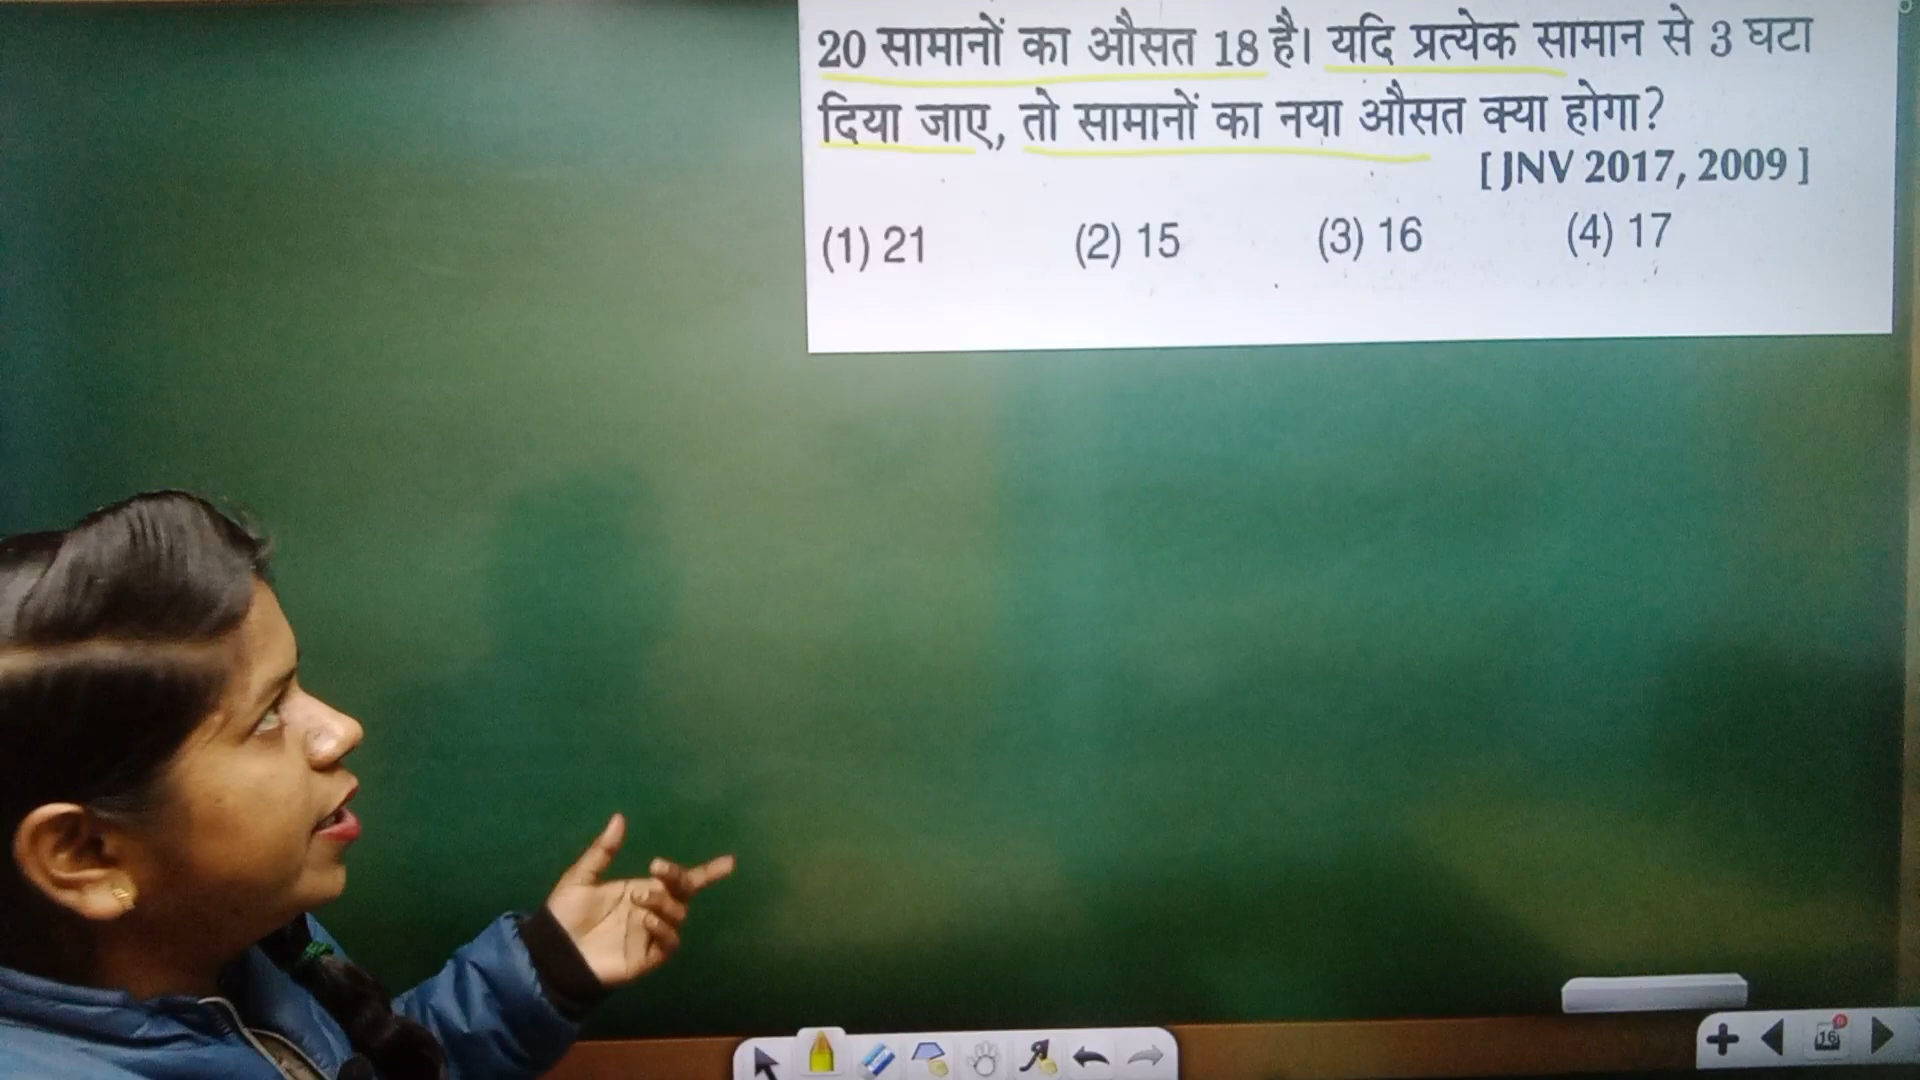 20 सामानों का औसत 18 है। यदि प्रत्येक सामान से 3 घटा
दिया जाए, तो सामानों का नया औसत क्या होगा?
[ JNV 2017, 2009 ]
(1) 21 (2) 15 (3) 16 (4) 17
16